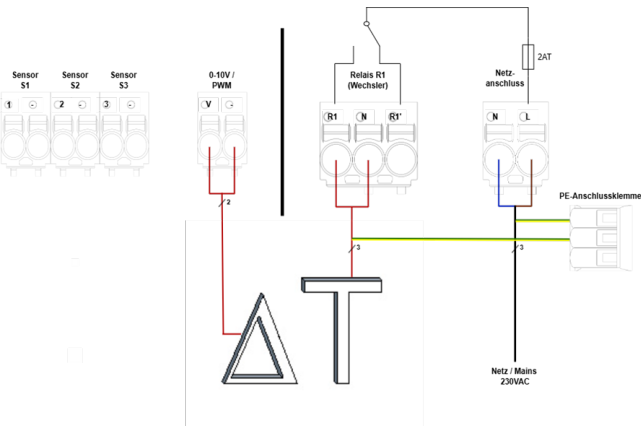 2AT
Sensor
S1
Sensor
S2
Sensor
S3
0-10V /
PWM
Relais R1
(Wechsler)
Netz-
anschluss
1
2
3
V
R1
N
R1'
N
L
PE-Anschlussklemme
2
3
3
Δ T
Netz / Mains
230VAC